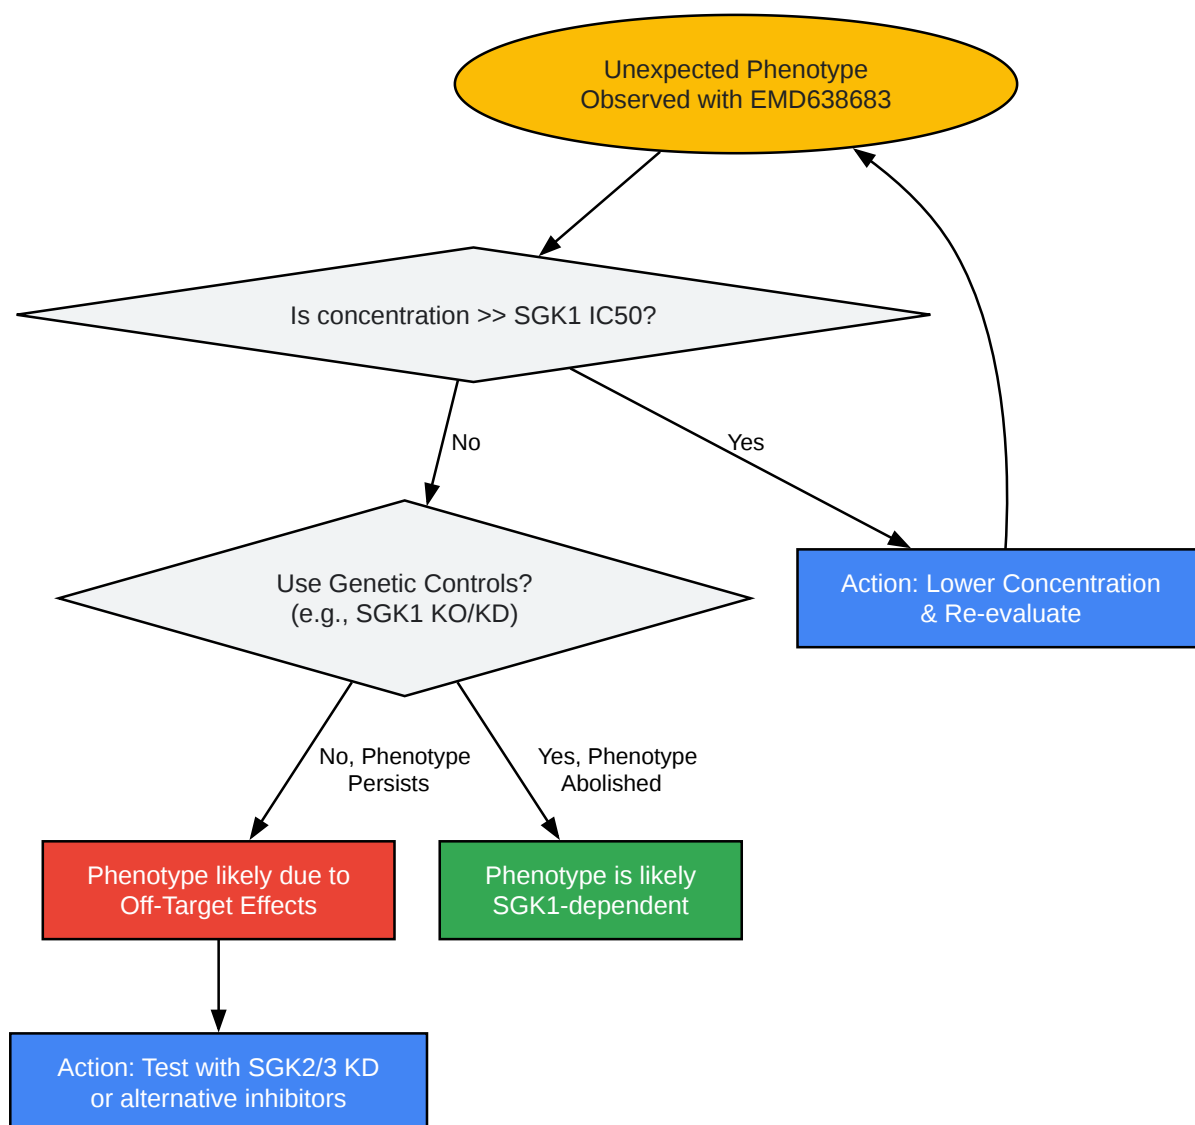 Unexpected Phenotype
Observed with EMD638683
Is concentration >> SGK1 IC50?
No
Yes
Use Genetic Controls?
(e.g., SGK1 KO/KD)
Action: Lower Concentration
& Re-evaluate
No, Phenotype
Persists
Yes, Phenotype
Abolished
Phenotype likely due to
Off-Target Effects
Phenotype is likely
SGK1-dependent
Action: Test with SGK2/3 KD
or alternative inhibitors